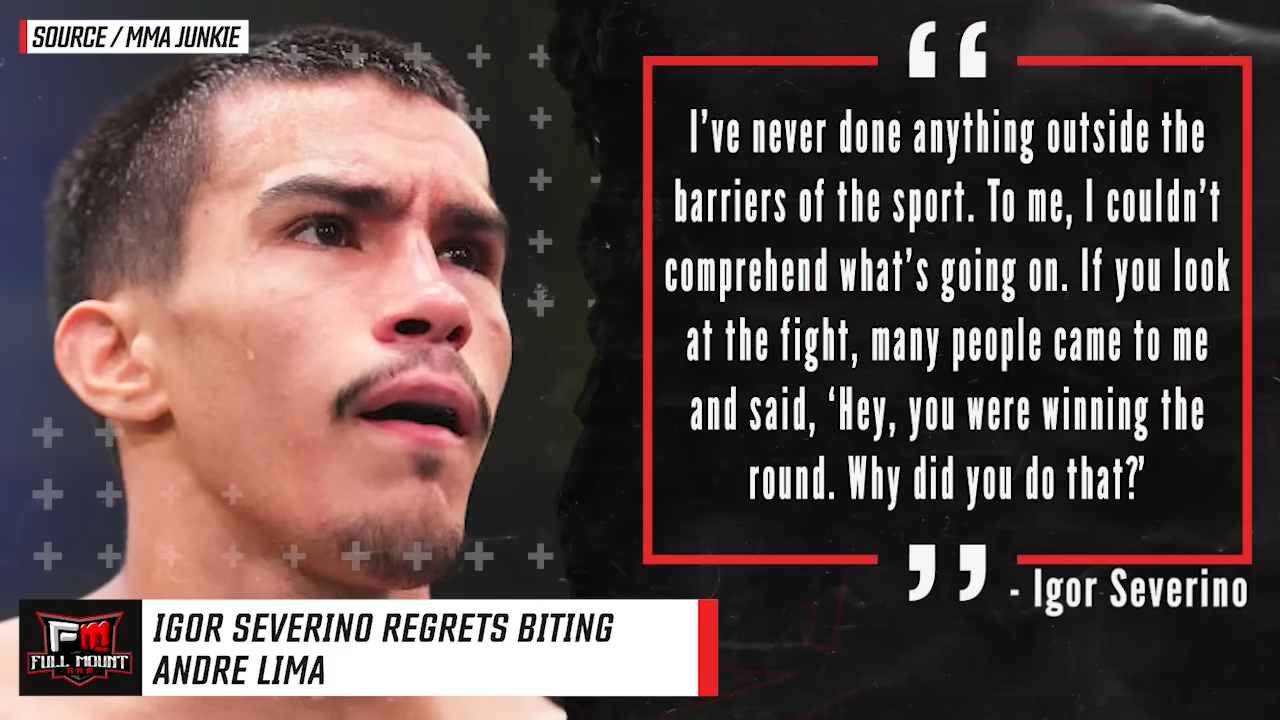 SOURCE / MMA JUNKIE
“
I’ve never done anything outside the
barriers of the sport. To me, I couldn’t
comprehend what’s going on. If you look
at the fight, many people came to me
and said, ‘Hey, you were winning the
round. Why did you do that?’
”
- Igor Severino
IGOR SEVERINO REGRETS BITING
ANDRE LIMA
FM
FULL MOUNT
MMA